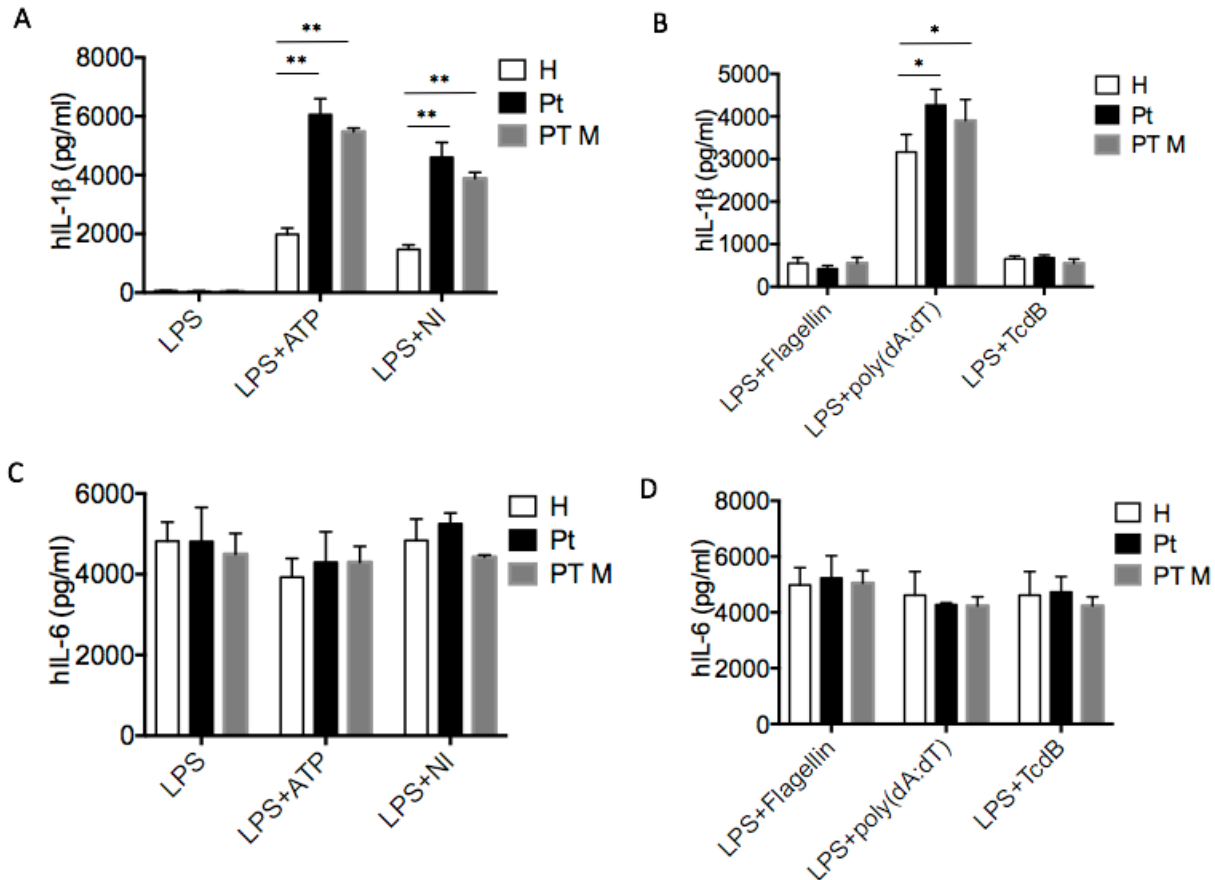 A
hIL-1β (pg/ml)
8000
6000
4000
2000
0
** **
** **
H
Pt
PT M
LPS
LPS+ATP
LPS+NI
B
hIL-1β (pg/ml)
5000
4000
3000
2000
1000
0
*
*
H
Pt
PT M
LPS+Flagellin
LPS+poly(dA:dT)
LPS+TcdB
C
hIL-6 (pg/ml)
6000
4000
2000
0
H
Pt
PT M
LPS
LPS+ATP
LPS+NI
D
hIL-6 (pg/ml)
8000
6000
4000
2000
0
H
Pt
PT M
LPS+Flagellin
LPS+poly(dA:dT)
LPS+TcdB